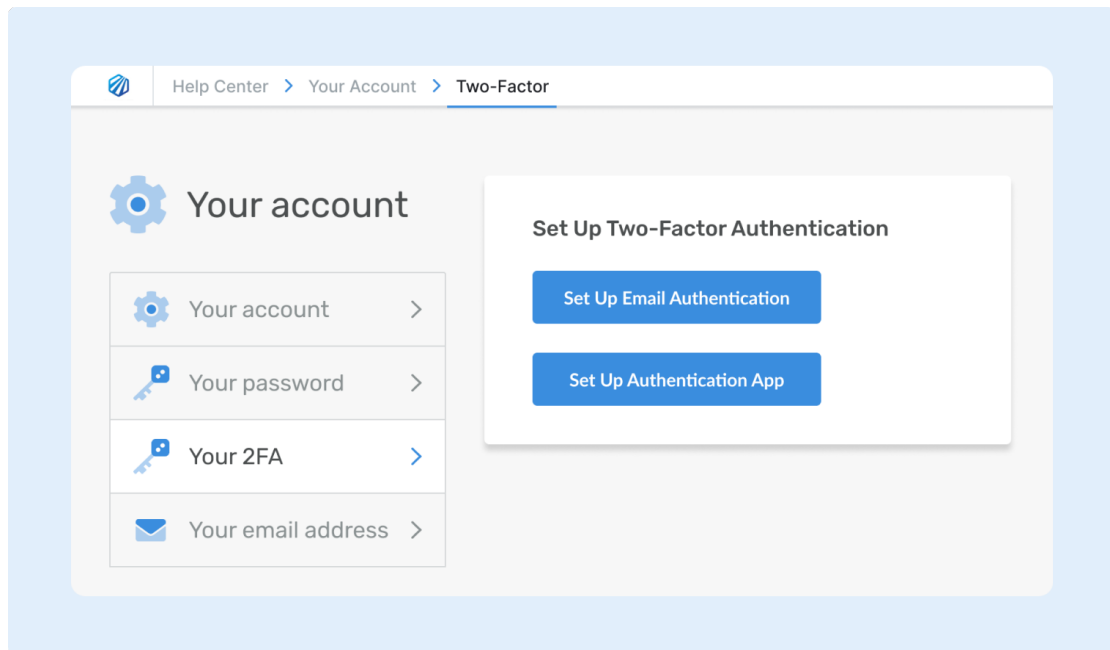 Help Center > Your Account > Two-Factor
Your account
Your account
Your password
Your 2FA
Your email address
Set Up Two-Factor Authentication
Set Up Email Authentication
Set Up Authentication App